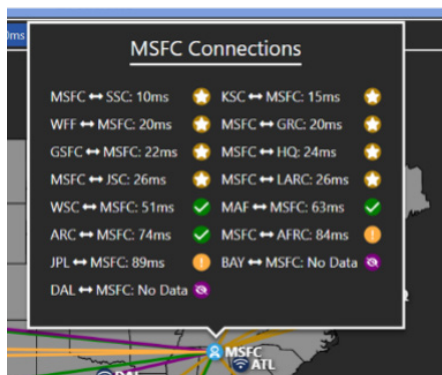 0ms
MSFC Connections
MSFC ↔ SSC: 10ms
KSC ↔ MSFC: 15ms
WFF ↔ MSFC: 20ms
MSFC ↔ GRC: 20ms
GSFC ↔ MSFC: 22ms
MSFC ↔ HQ: 24ms
MSFC ↔ JSC: 26ms
MSFC ↔ LARC: 26ms
WSC ↔ MSFC: 51ms
MAF ↔ MSFC: 63ms
ARC ↔ MSFC: 74ms
MSFC ↔ AFRC: 84ms
JPL ↔ MSFC: 89ms
BAY ↔ MSFC: No Data
DAL ↔ MSFC: No Data
MSFC
ATL